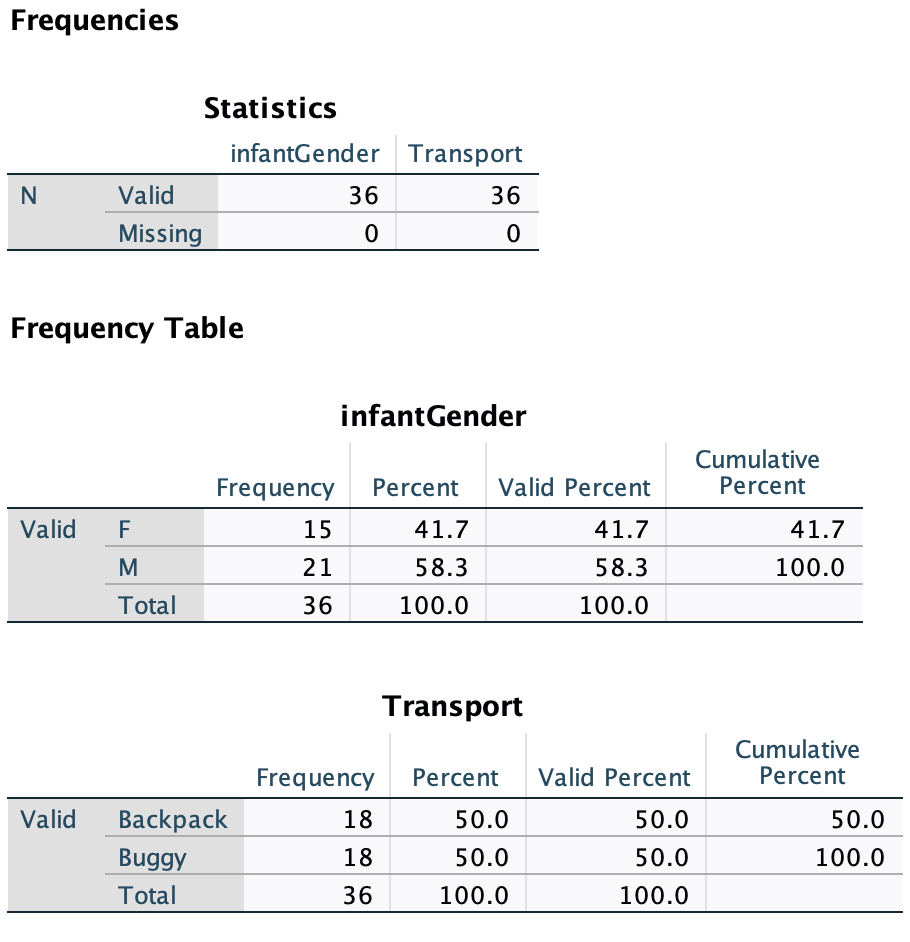 Frequencies
Statistics
infantGender Transport
N Valid 36 36
Missing 0 0
Frequency Table
infantGender
Frequency Percent Valid Percent Cumulative Percent
Valid F 15 41.7 41.7 41.7
M 21 58.3 58.3 100.0
Total 36 100.0 100.0
Transport
Frequency Percent Valid Percent Cumulative Percent
Valid Backpack 18 50.0 50.0 50.0
Buggy 18 50.0 50.0 100.0
Total 36 100.0 100.0